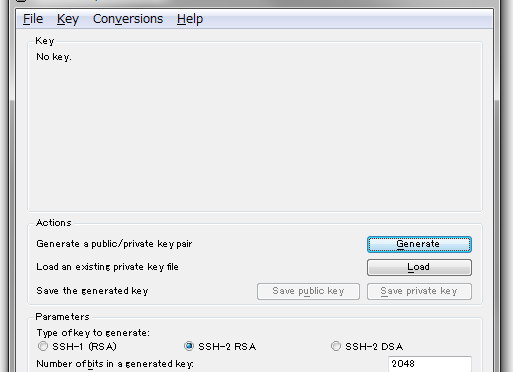 File Key Conversions Help
Key
No key.
Actions
Generate a public/private key pair Generate
Load an existing private key file Load
Save the generated key Save public key Save private key
Parameters
Type of key to generate:
SSH-1 (RSA) SSH-2 RSA SSH-2 DSA
Number of bits in a generated key: 2048